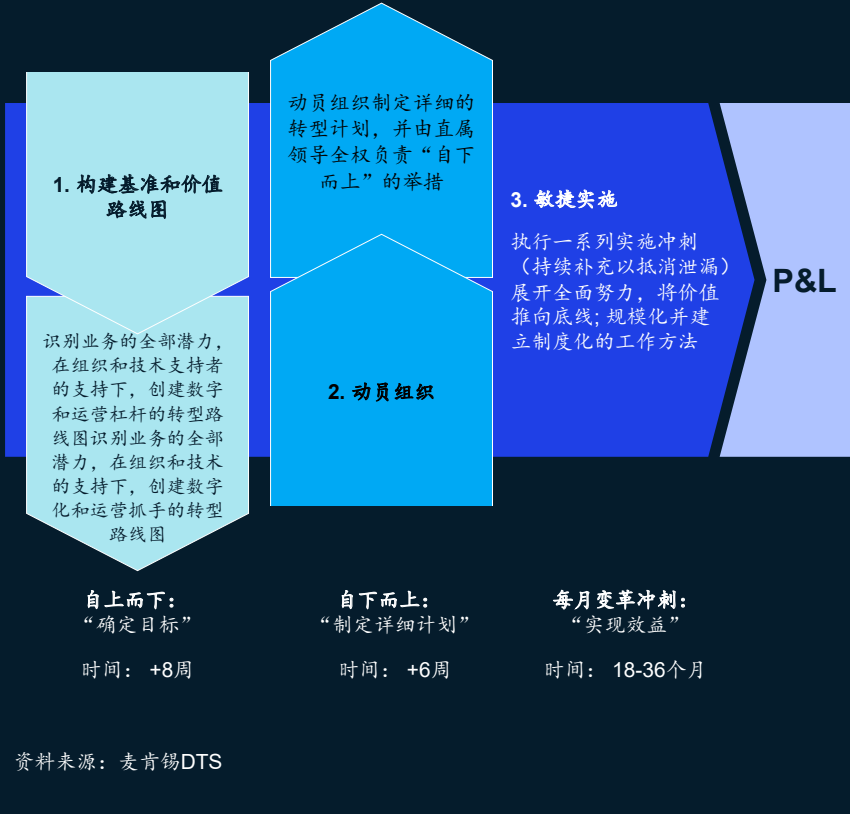 1. 构建基准和价值
路线图
识别业务的全部潜力，
在组织和技术支持者
的支持下，创建数字
和运营杠杆的转型路
线图识别业务的全部
潜力，在组织和技术
的支持下，创建数字
化和运营抓手的转型
路线图
动员组织制定详细的
转型计划，并由直属
领导全权负责“自下
而上”的举措
2. 动员组织
3. 敏捷实施
执行一系列实施冲刺
（持续补充以抵消泄漏）
展开全面努力，将价值
推向底线; 规模化并建
立制度化的工作方法
P&L
自上而下：
“确定目标”
时间： +8周
自下而上：
“制定详细计划”
时间： +6周
每月变革冲刺：
“实现效益”
时间： 18-36个月
资料来源：麦肯锡DTS